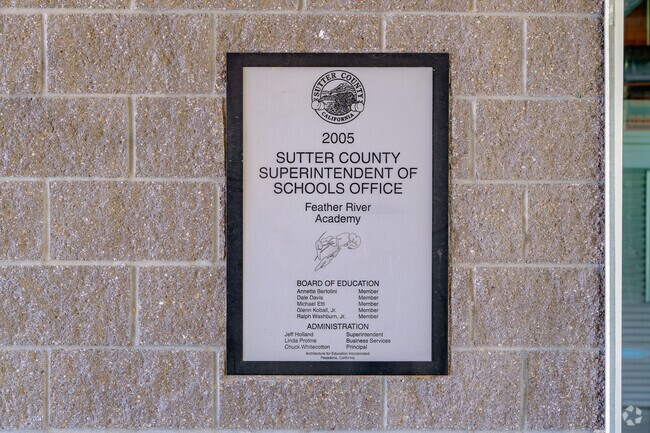 SUTTER COUNTY
CALIFORNIA
2005
SUTTER COUNTY
SUPERINTENDENT OF
SCHOOLS OFFICE
Feather River
Academy
BOARD OF EDUCATION
Annette Bertolini Member
Dale Davis Member
Michael Ettl Member
Glenn Koball, Jr. Member
Ralph Washburn, Jr. Member
ADMINISTRATION
Jeff Holland Superintendent
Linda Protine Business Services
Chuck Whitecotton Principal
Architecture for Education Incorporated
Pasadena, California